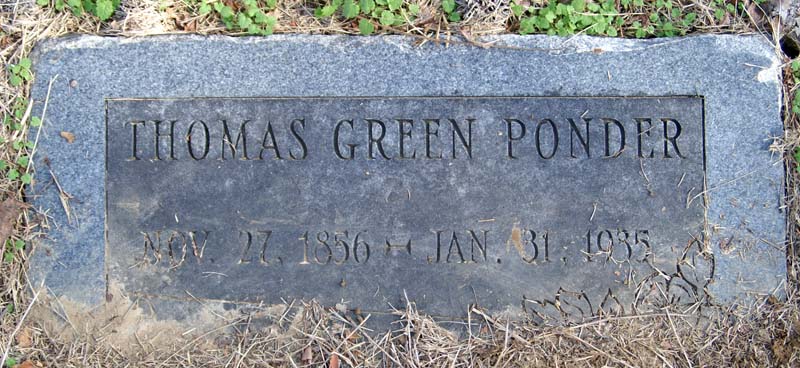 THOMAS GREEN PONDER
NOV. 27, 1856 — JAN. 31, 1935